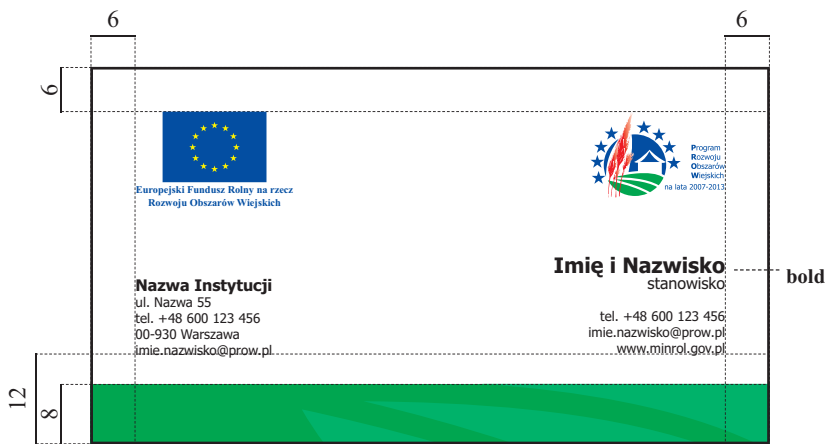 6
6
6
Europejski Fundusz Rolny na rzecz
Rozwoju Obszarów Wiejskich
Program
Rozwoju
Obszarów
Wiejskich
na lata 2007-2013
Nazwa Instytucji
ul. Nazwa 55
tel. +48 600 123 456
00-930 Warszawa
imie.nazwisko@prow.pl
Imię i Nazwisko
stanowisko
tel. +48 600 123 456
imie.nazwisko@prow.pl
www.minrol.gov.pl
bold
12
8